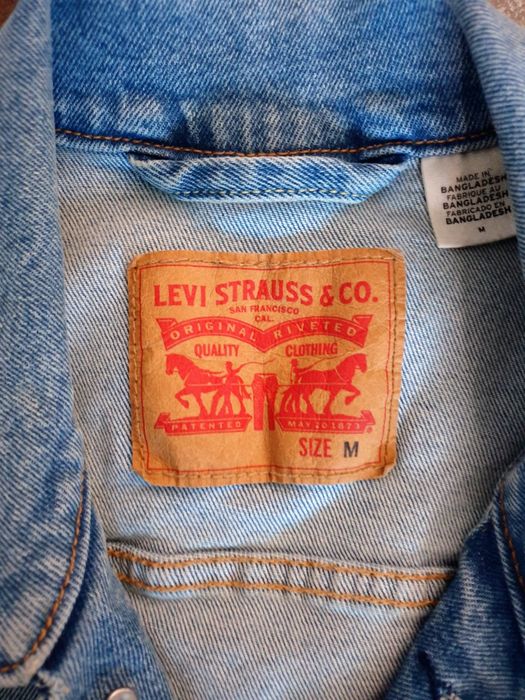 MADE IN
BANGLADESH
FABRIQUE AU
BANGLADESH
FABRICADO EN
BANGLADESH
M
LEVI STRAUSS & CO.
SAN FRANCISCO
CAL.
ORIGINAL RIVETED
QUALITY CLOTHING
PATENTED MAY 20 1873
SIZE M